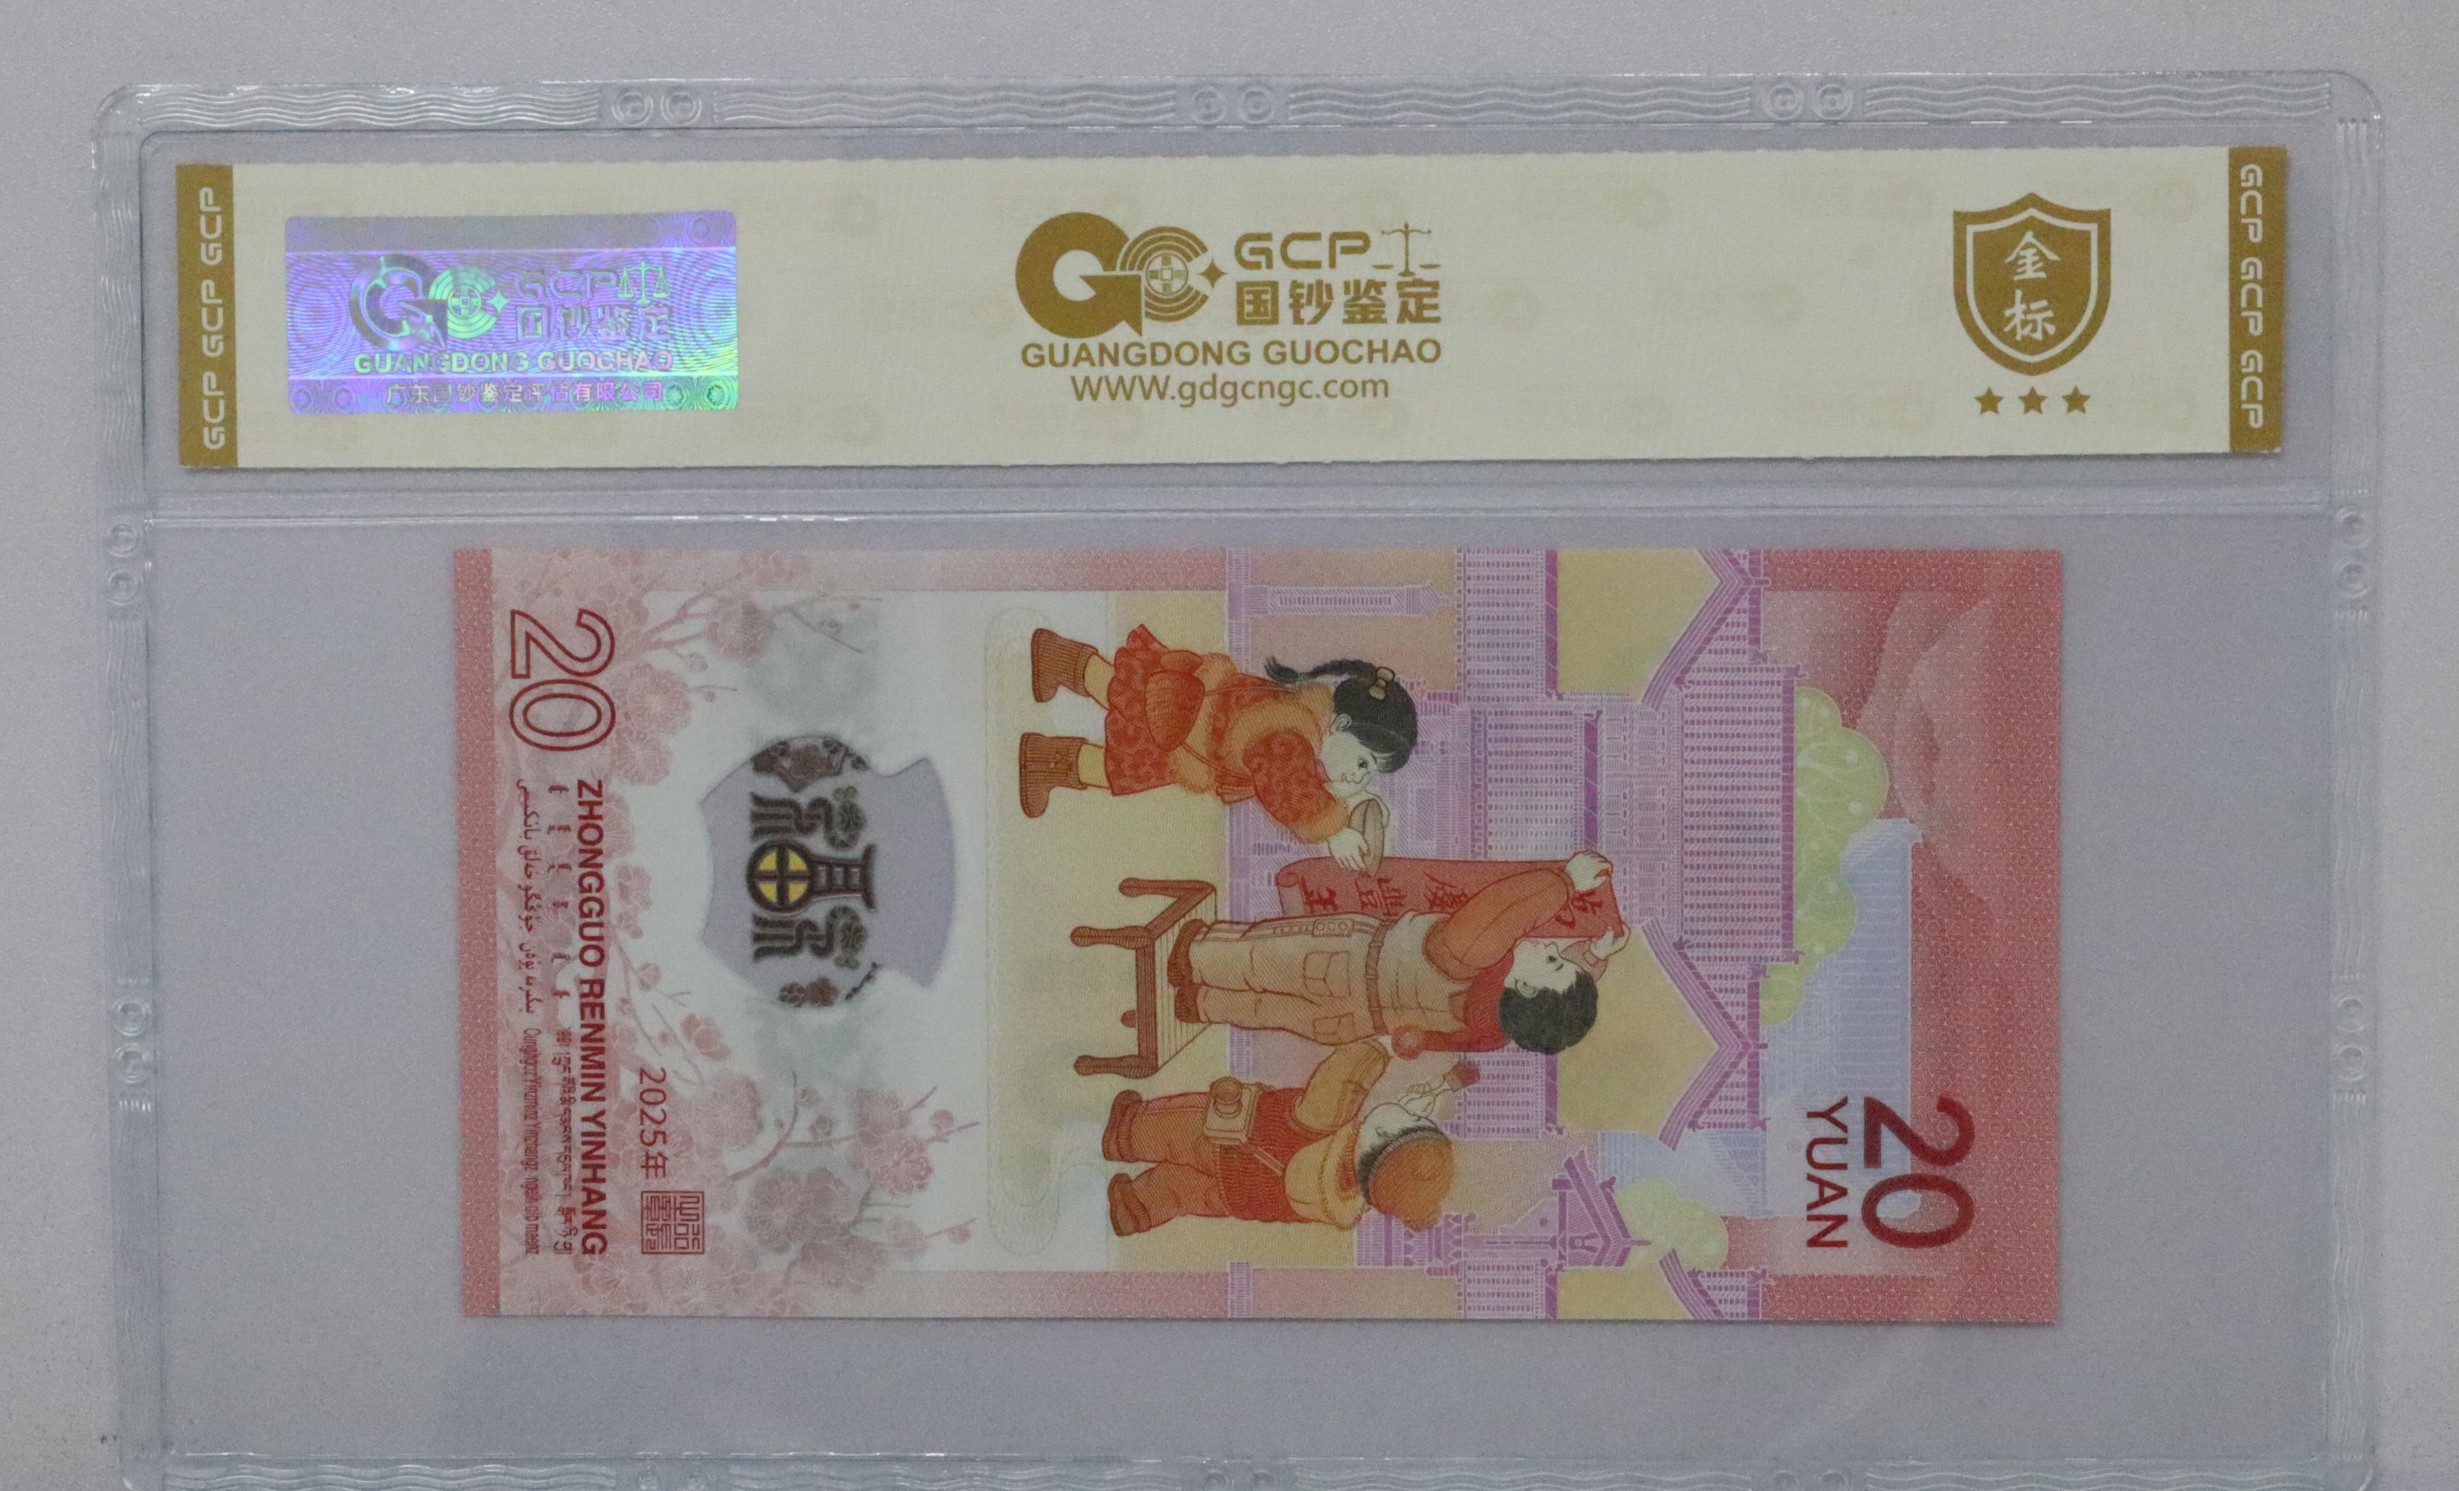 GCP GCP GCP
GCP
国钞鉴定
GUANGDONG GUOCHAO
广东国钞鉴定评估有限公司
GCP
国钞鉴定
GUANGDONG GUOCHAO
WWW.gdgcngc.com
金标
GCP GCP GCP
20
YUAN
20
ZHONGGUO RENMIN YINHANG
2025年